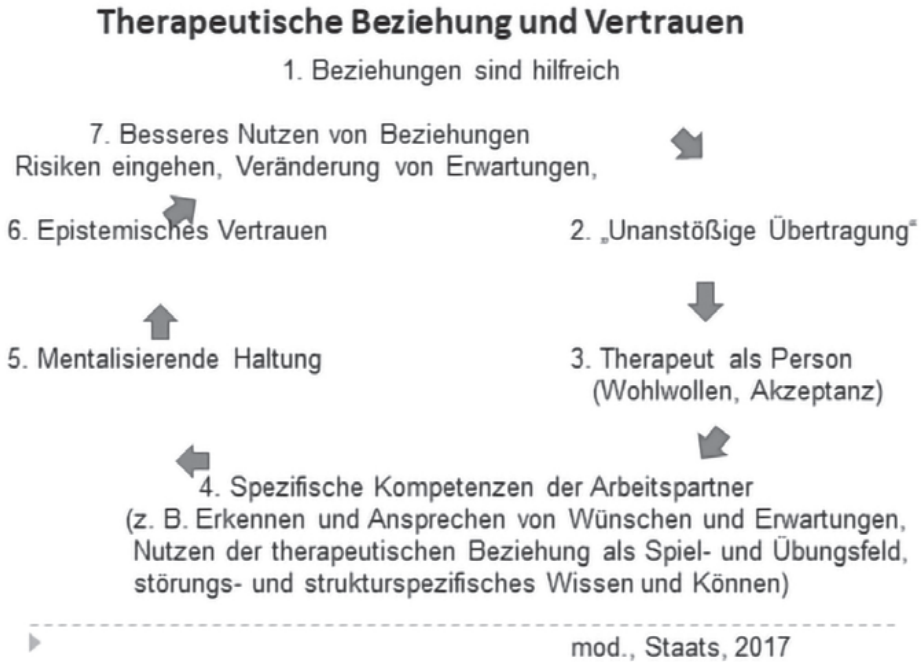 Therapeutische Beziehung und Vertrauen
1. Beziehungen sind hilfreich
7. Besseres Nutzen von Beziehungen
Risiken eingehen, Veränderung von Erwartungen,
6. Epistemisches Vertrauen
2. „Unanstößige Übertragung“
5. Mentalisierende Haltung
3. Therapeut als Person
(Wohlwollen, Akzeptanz)
4. Spezifische Kompetenzen der Arbeitspartner
(z. B. Erkennen und Ansprechen von Wünschen und Erwartungen,
Nutzen der therapeutischen Beziehung als Spiel- und Übungsfeld,
störungs- und strukturspezifisches Wissen und Können)
mod., Staats, 2017